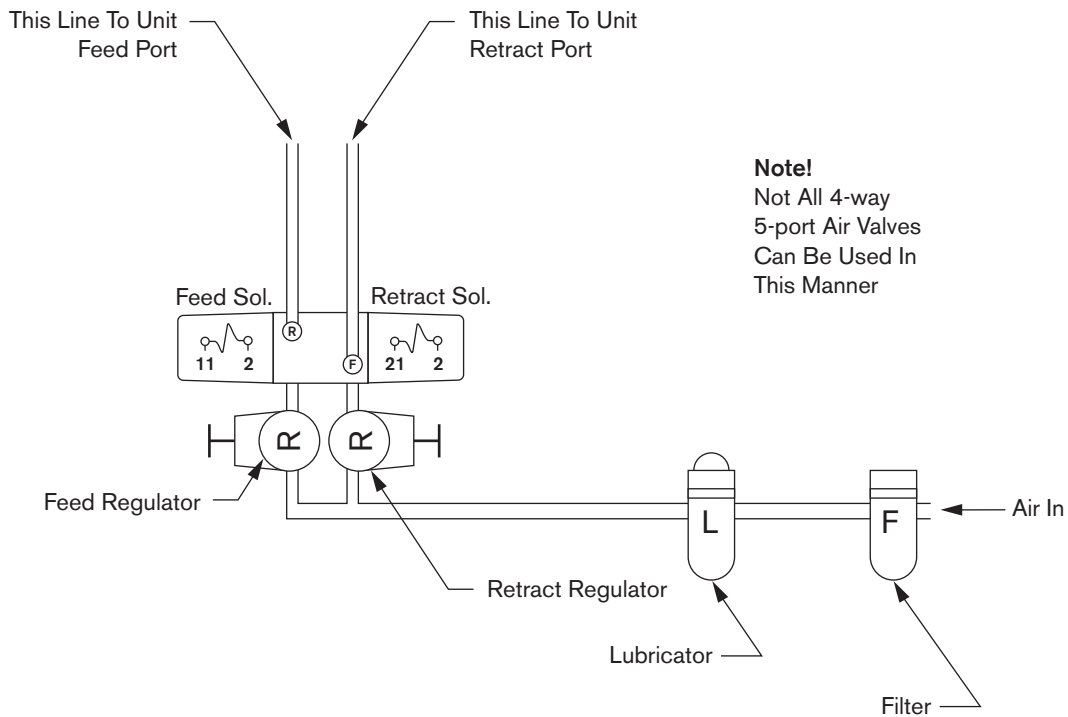 This Line To Unit
Feed Port
This Line To Unit
Retract Port
Note!
Not All 4-way
5-port Air Valves
Can Be Used In
This Manner
Feed Sol.
Retract Sol.
R
F
11 2
21 2
R
R
Feed Regulator
L
F
Air In
Retract Regulator
Lubricator
Filter